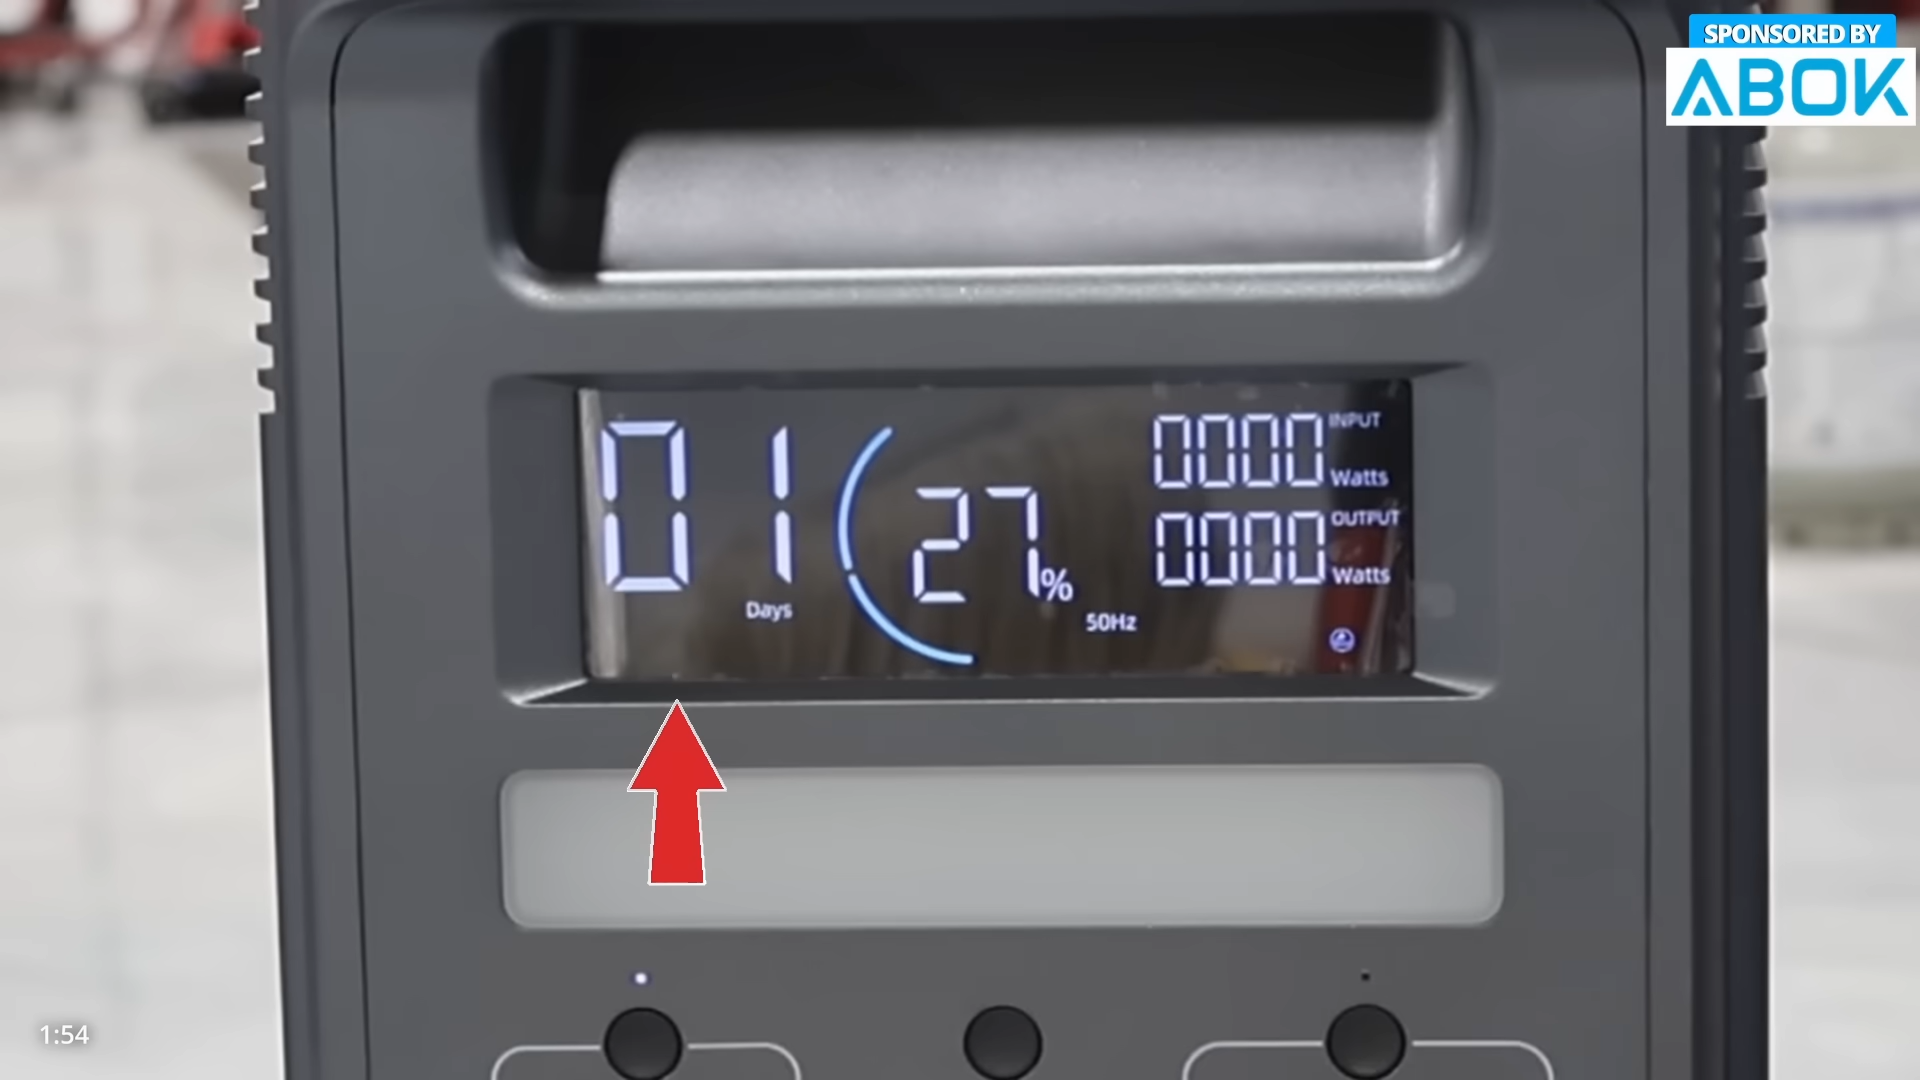 SPONSORED BY
ABOK
01
Days
27%
50Hz
0000 INPUT
Watts
0000 OUTPUT
Watts
1:54